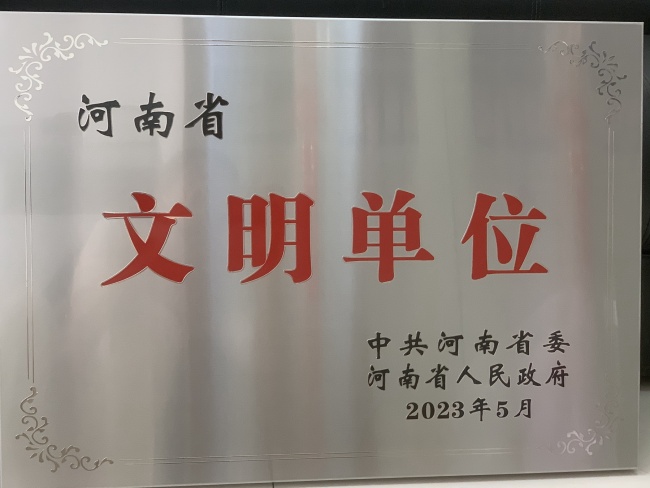 河南省
文明单位
中共河南省委
河南省人民政府
2023年5月